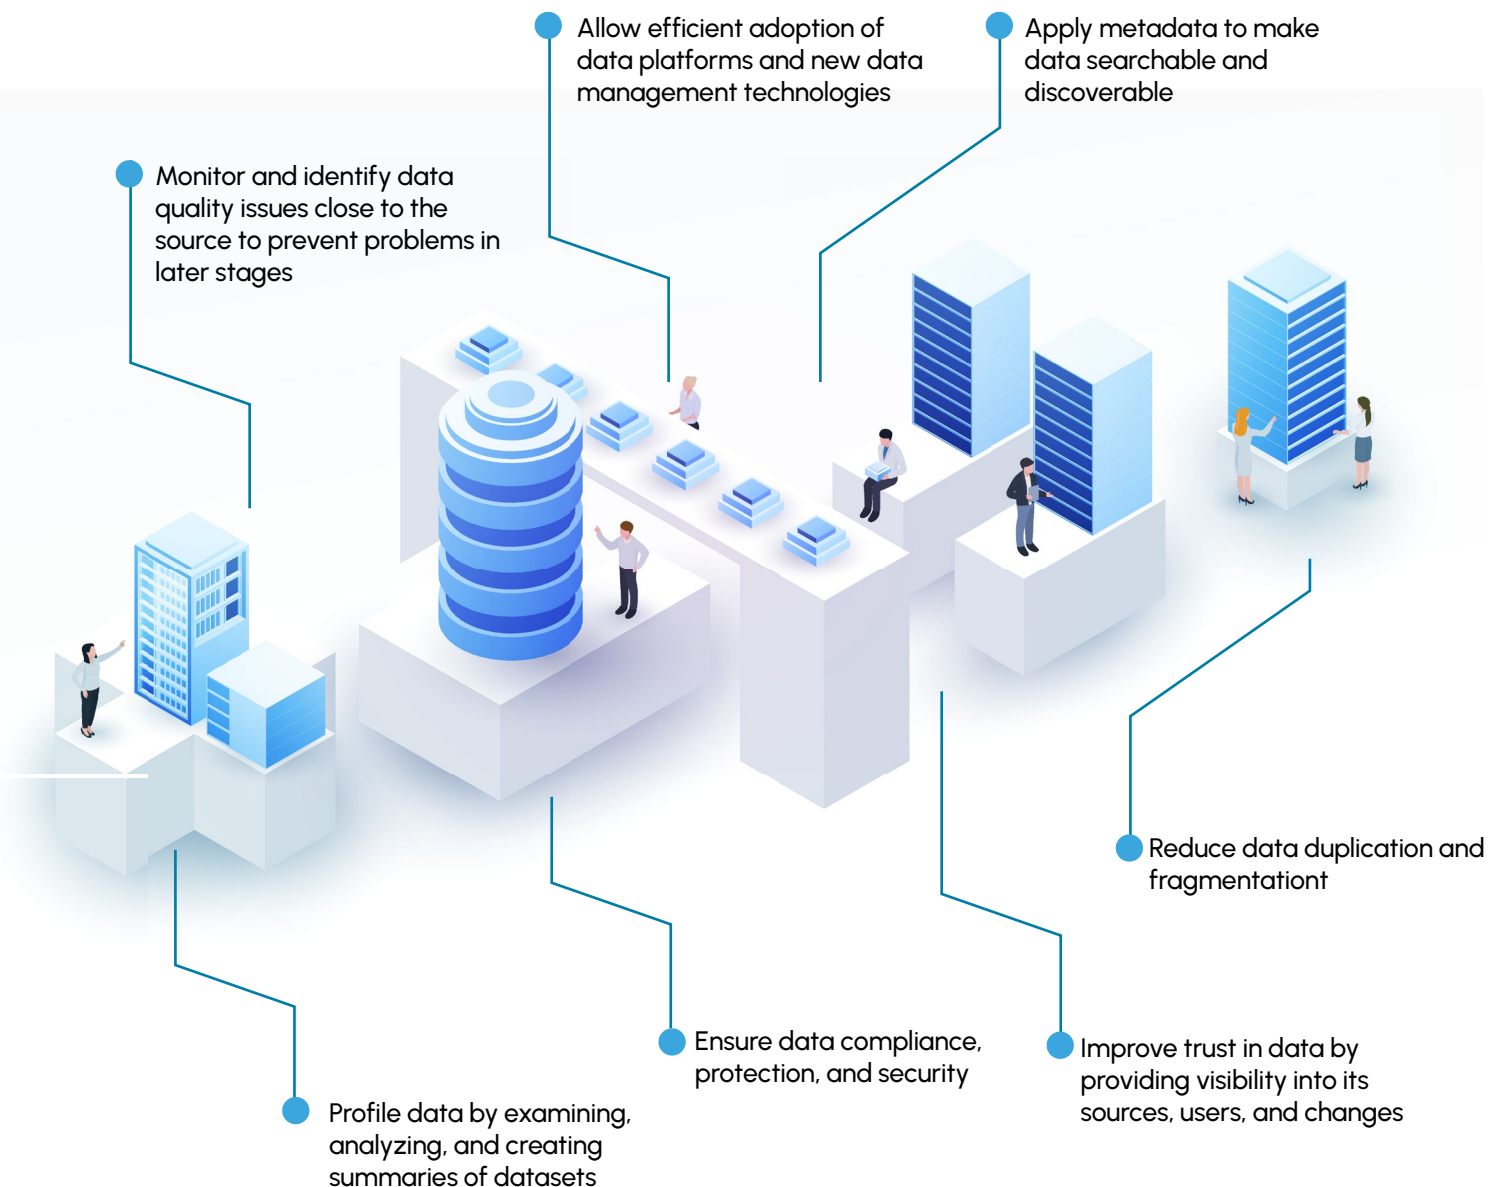 Allow efficient adoption of
data platforms and new data
management technologies
Apply metadata to make
data searchable and
discoverable
Monitor and identify data
quality issues close to the
source to prevent problems in
later stages
Reduce data duplication and
fragmentationt
Ensure data compliance,
protection, and security
Improve trust in data by
providing visibility into its
sources, users, and changes
Profile data by examining,
analyzing, and creating
summaries of datasets